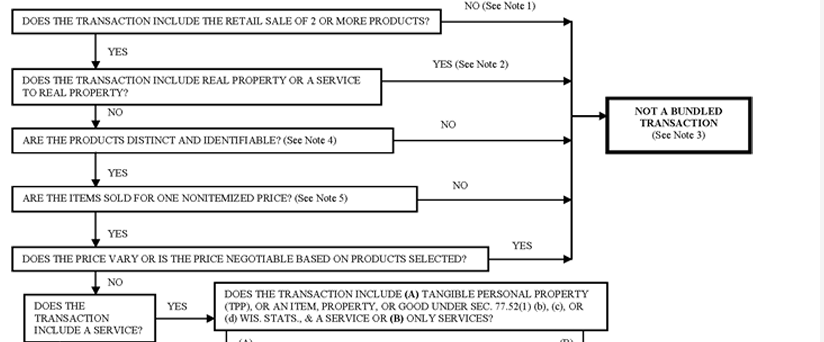 NO (See Note 1)
DOES THE TRANSACTION INCLUDE THE RETAIL SALE OF 2 OR MORE PRODUCTS?
YES
YES (See Note 2)
DOES THE TRANSACTION INCLUDE REAL PROPERTY OR A SERVICE
TO REAL PROPERTY?
NO
NOT A BUNDLED
TRANSACTION
(See Note 3)
NO
ARE THE PRODUCTS DISTINCT AND IDENTIFIABLE? (See Note 4)
YES
NO
ARE THE ITEMS SOLD FOR ONE NONITEMIZED PRICE? (See Note 5)
YES
YES
DOES THE PRICE VARY OR IS THE PRICE NEGOTIABLE BASED ON PRODUCTS SELECTED?
NO
DOES THE
TRANSACTION
INCLUDE A SERVICE?
YES
DOES THE TRANSACTION INCLUDE (A) TANGIBLE PERSONAL PROPERTY
(TPP), OR AN ITEM, PROPERTY, OR GOOD UNDER SEC. 77.52(1) (b), (c), OR
(d) WIS. STATS., & A SERVICE OR (B) ONLY SERVICES?